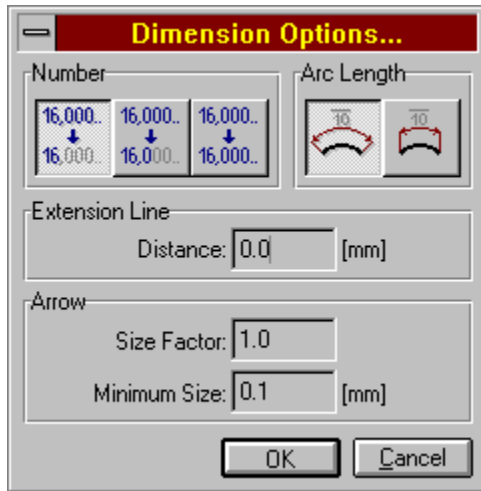 Dimension Options...
Number
Arc Length
16,000.. 16,000.. 16,000..
16,000.. 16,000.. 16,000..
10 10
Extension Line
Distance: 0.0 [mm]
Arrow
Size Factor: 1.0
Minimum Size: 0.1 [mm]
OK Cancel